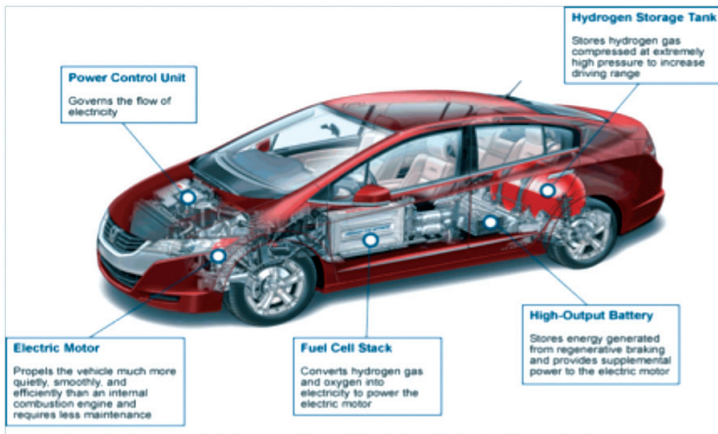 Hydrogen Storage Tank
Stores hydrogen gas
compressed at extremely
high pressure to increase
driving range
Power Control Unit
Governs the flow of
electricity
Electric Motor
Propels the vehicle much more
quietly, smoothly, and
efficiently than an internal
combustion engine and
requires less maintenance
Fuel Cell Stack
Converts hydrogen gas
and oxygen into
electricity to power the
electric motor
High-Output Battery
Stores energy generated
from regenerative braking
and provides supplemental
power to the electric motor